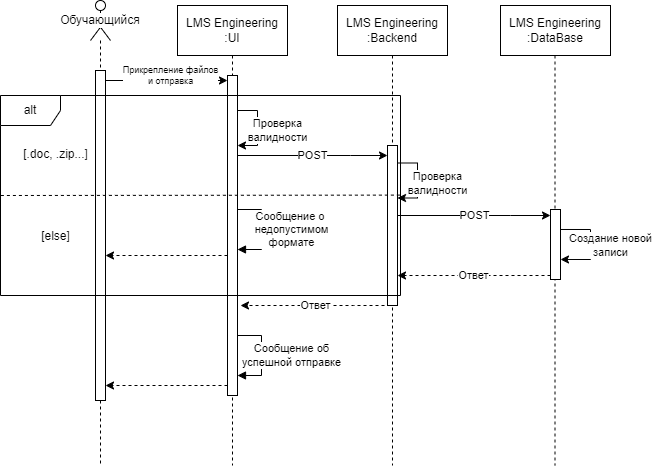 Обучающийся
LMS Engineering
:UI
LMS Engineering
:Backend
LMS Engineering
:DataBase
Прикрепление файлов
и отправка
alt
Проверка
валидности
[.doc, .zip...]
POST
Проверка
валидности
Сообщение о
недопустимом
формате
POST
[else]
Создание новой
записи
Ответ
Ответ
Сообщение об
успешной отправке